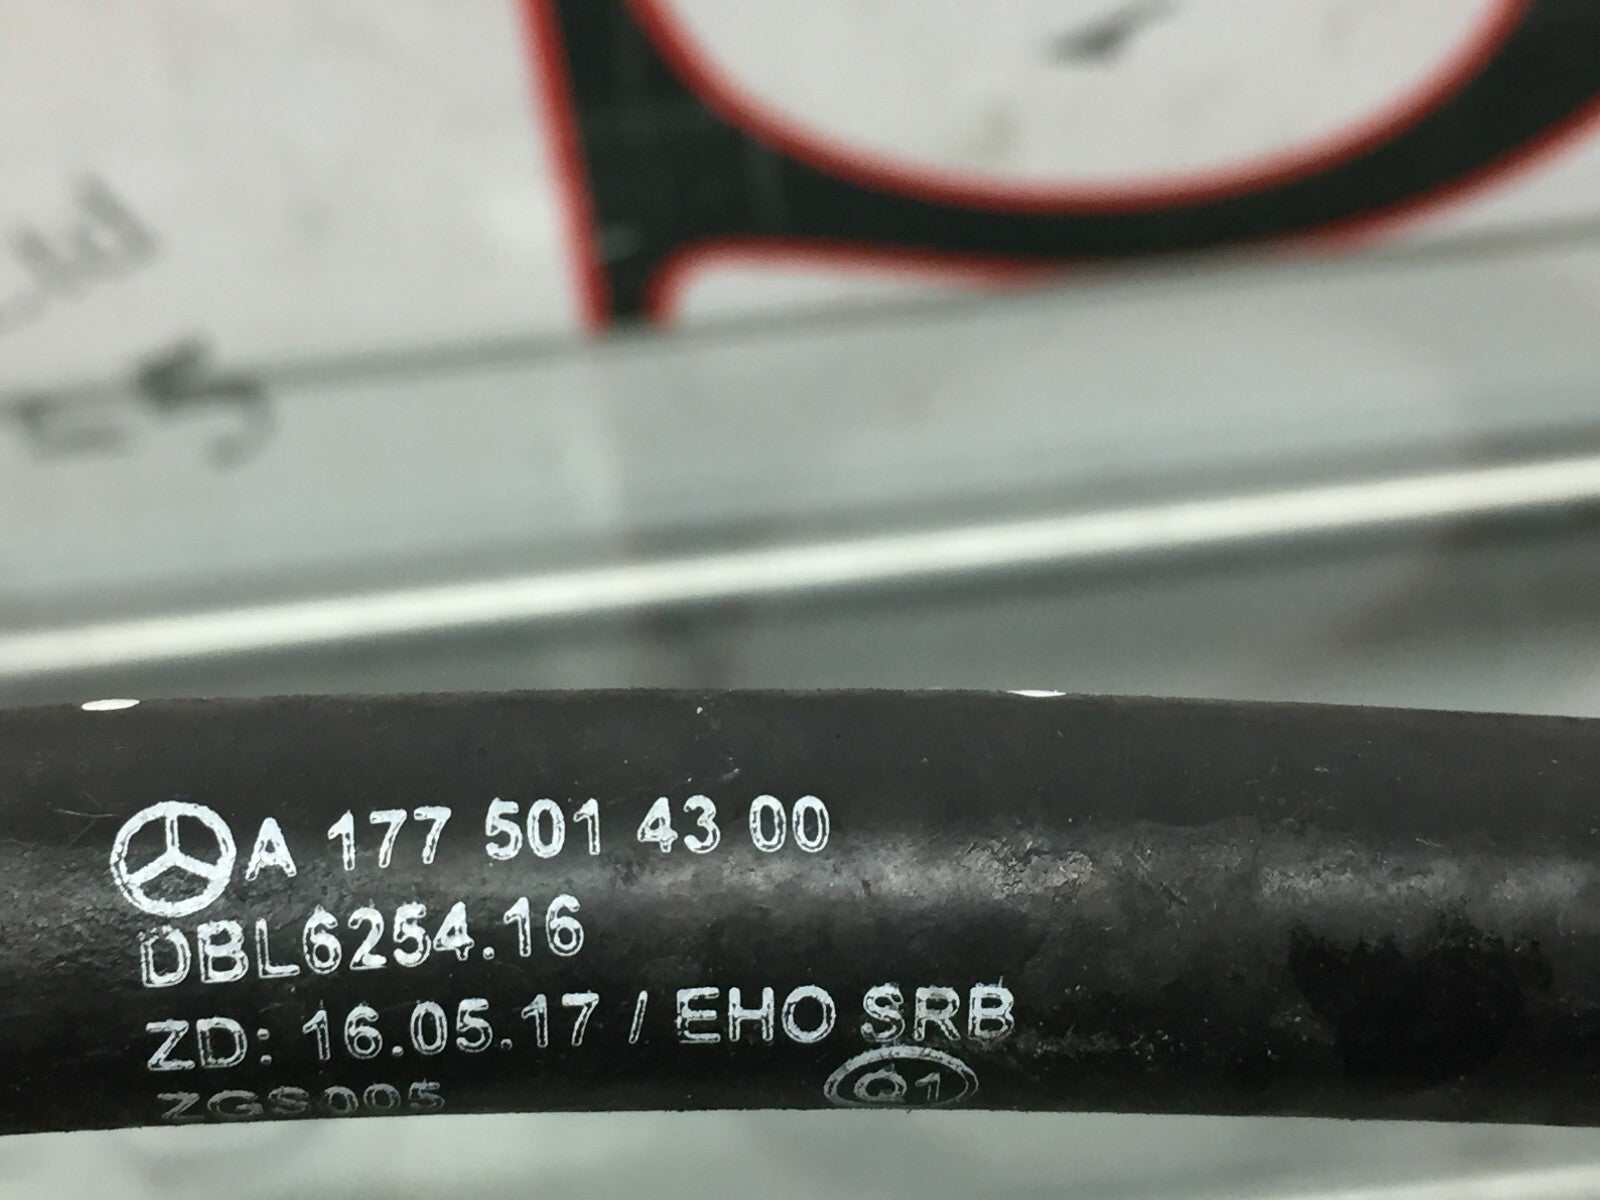 A 177 501 43 00
DBL6254.16
ZD: 16.05.17 / EHO SRB
ZGS005 Q1